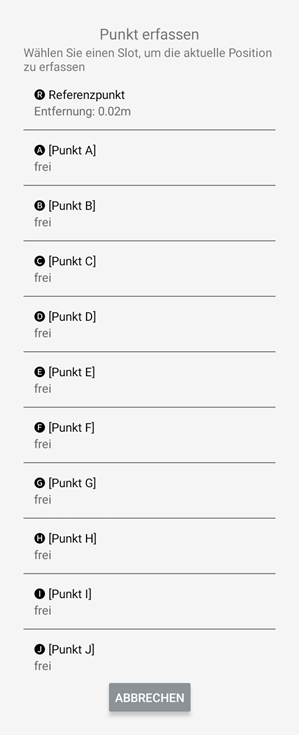 Punkt erfassen
Wählen Sie einen Slot, um die aktuelle Position
zu erfassen
🅡 Referenzpunkt
Entfernung: 0.02m
🅐 [Punkt A]
frei
🅑 [Punkt B]
frei
🅒 [Punkt C]
frei
🅓 [Punkt D]
frei
🅔 [Punkt E]
frei
🅕 [Punkt F]
frei
🅖 [Punkt G]
frei
🅗 [Punkt H]
frei
🅘 [Punkt I]
frei
🅙 [Punkt J]
frei
ABBRECHEN